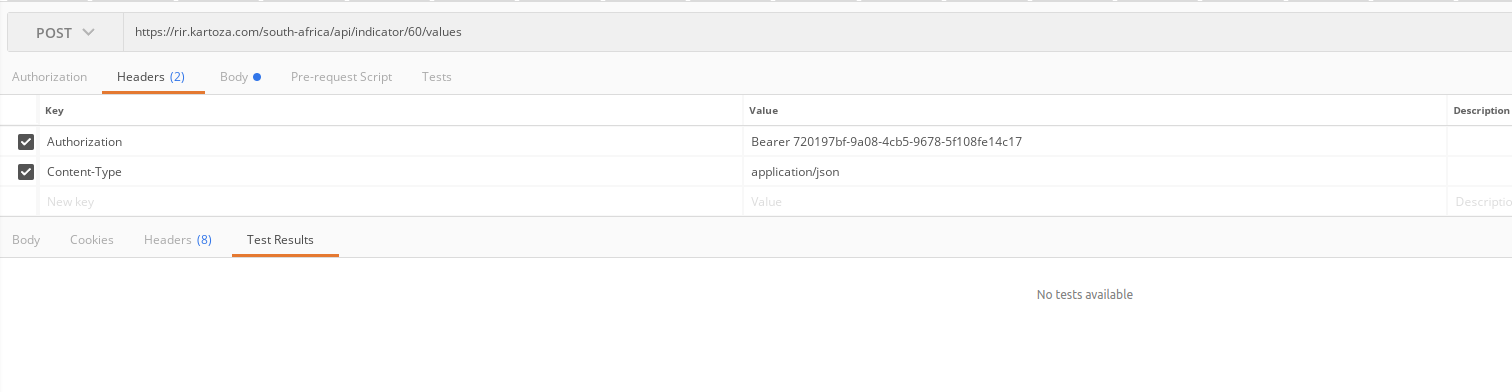 POST https://rir.kartoza.com/south-africa/api/indicator/60/values
Authorization Headers (2) Body Pre-request Script Tests
Key Value Description
Authorization Bearer 720197bf-9a08-4cb5-9678-5f108fe14c17
Content-Type application/json
New key Value Descriptio
Body Cookies Headers (8) Test Results
No tests available